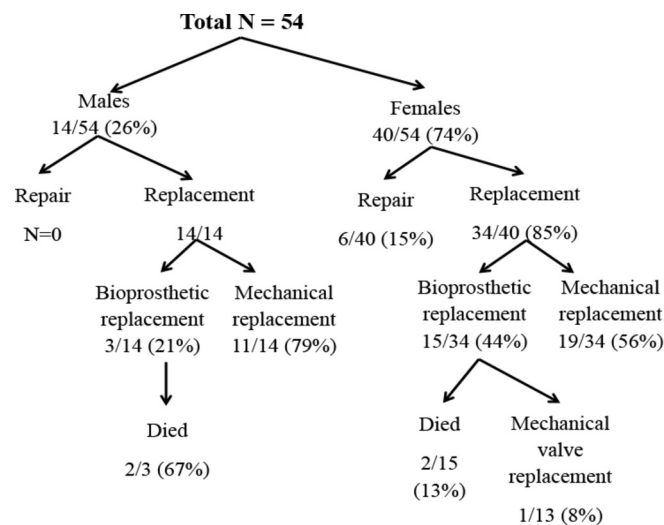 Total N = 54
Males
14/54 (26%)
Females
40/54 (74%)
Repair
N=0
Replacement
14/14
Repair
6/40 (15%)
Replacement
34/40 (85%)
Bioprosthetic
replacement
3/14 (21%)
Mechanical
replacement
11/14 (79%)
Bioprosthetic
replacement
15/34 (44%)
Mechanical
replacement
19/34 (56%)
Died
2/3 (67%)
Died
2/15
(13%)
Mechanical
valve
replacement
1/13 (8%)